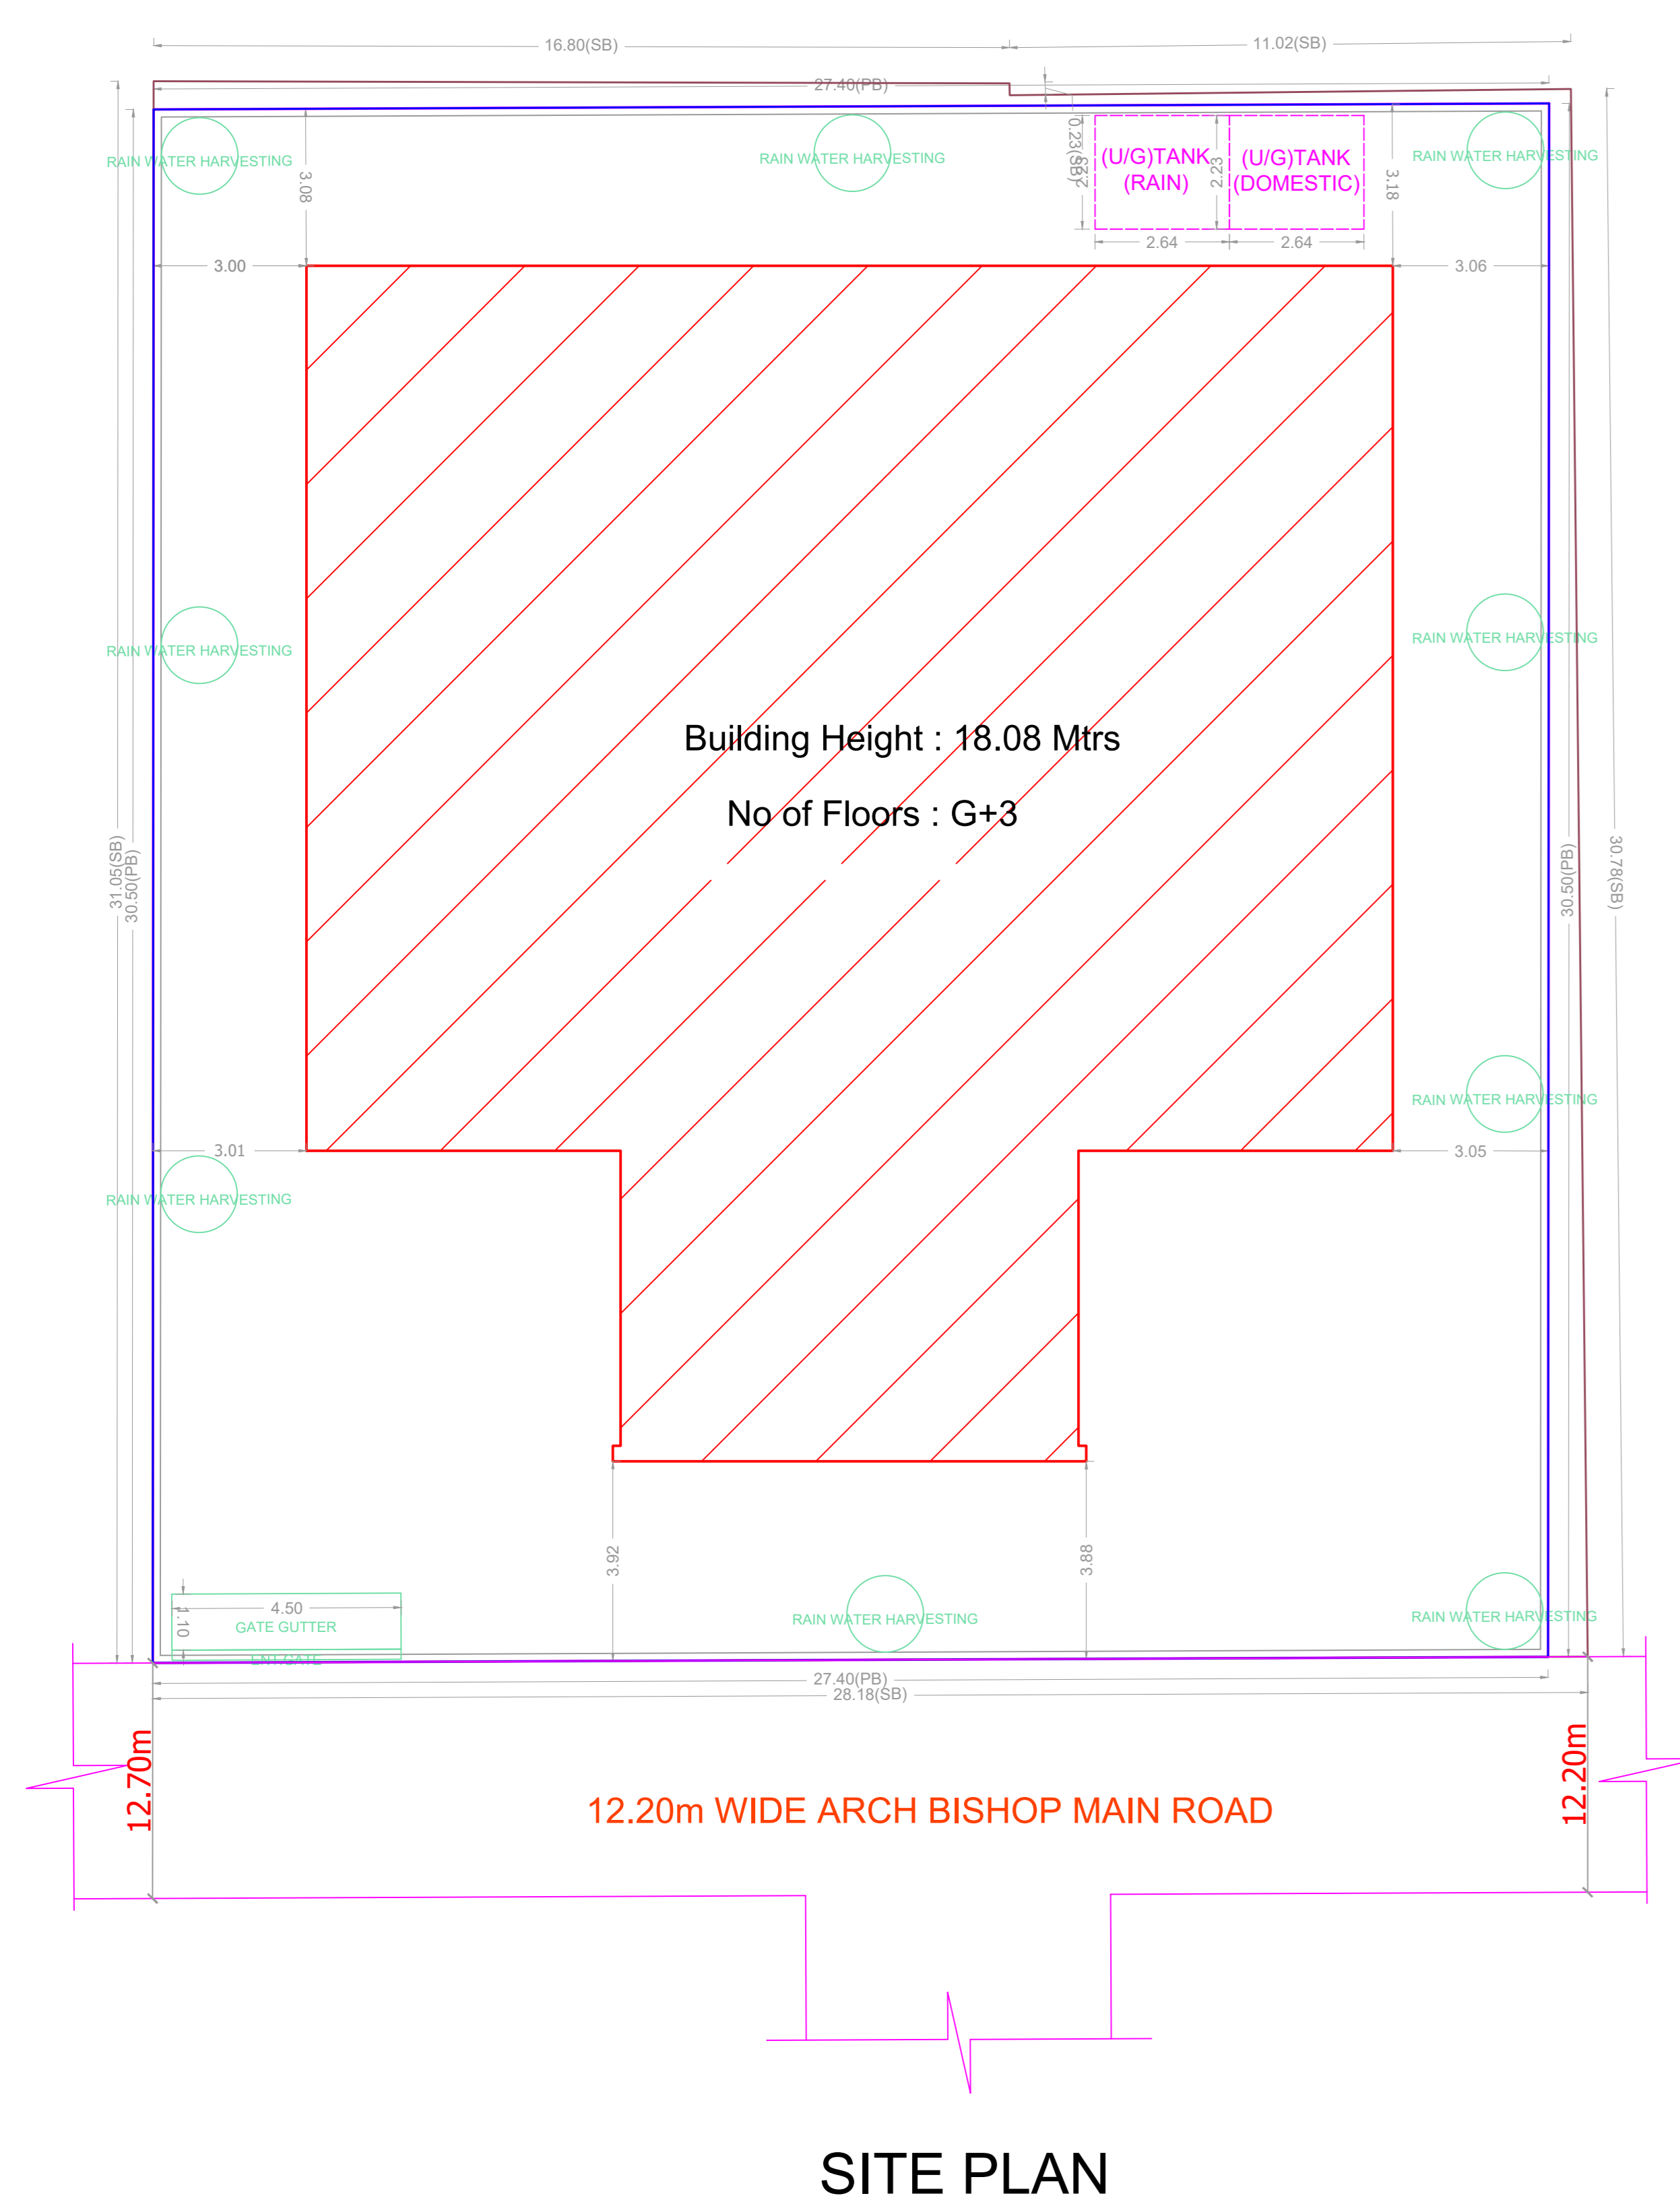 16.80(SB)
11.02(SB)
27.40(PB)
0.23(SB)
RAIN WATER HARVESTING
RAIN WATER HARVESTING
RAIN WATER HARVESTING
3.08
2.23
(U/G)TANK
(RAIN)
2.23
(U/G)TANK
(DOMESTIC)
3.18
2.64
2.64
3.00
3.06
RAIN WATER HARVESTING
RAIN WATER HARVESTING
Building Height : 18.08 Mtrs
No of Floors : G+3
31.05(SB)
30.50(PB)
30.50(PB)
30.78(SB)
RAIN WATER HARVESTING
3.01
3.05
RAIN WATER HARVESTING
3.92
3.88
4.50
1.10
GATE GUTTER
RAIN WATER HARVESTING
RAIN WATER HARVESTING
ENT.GATE
27.40(PB)
28.18(SB)
12.70m
12.20m
12.20m WIDE ARCH BISHOP MAIN ROAD
SITE PLAN